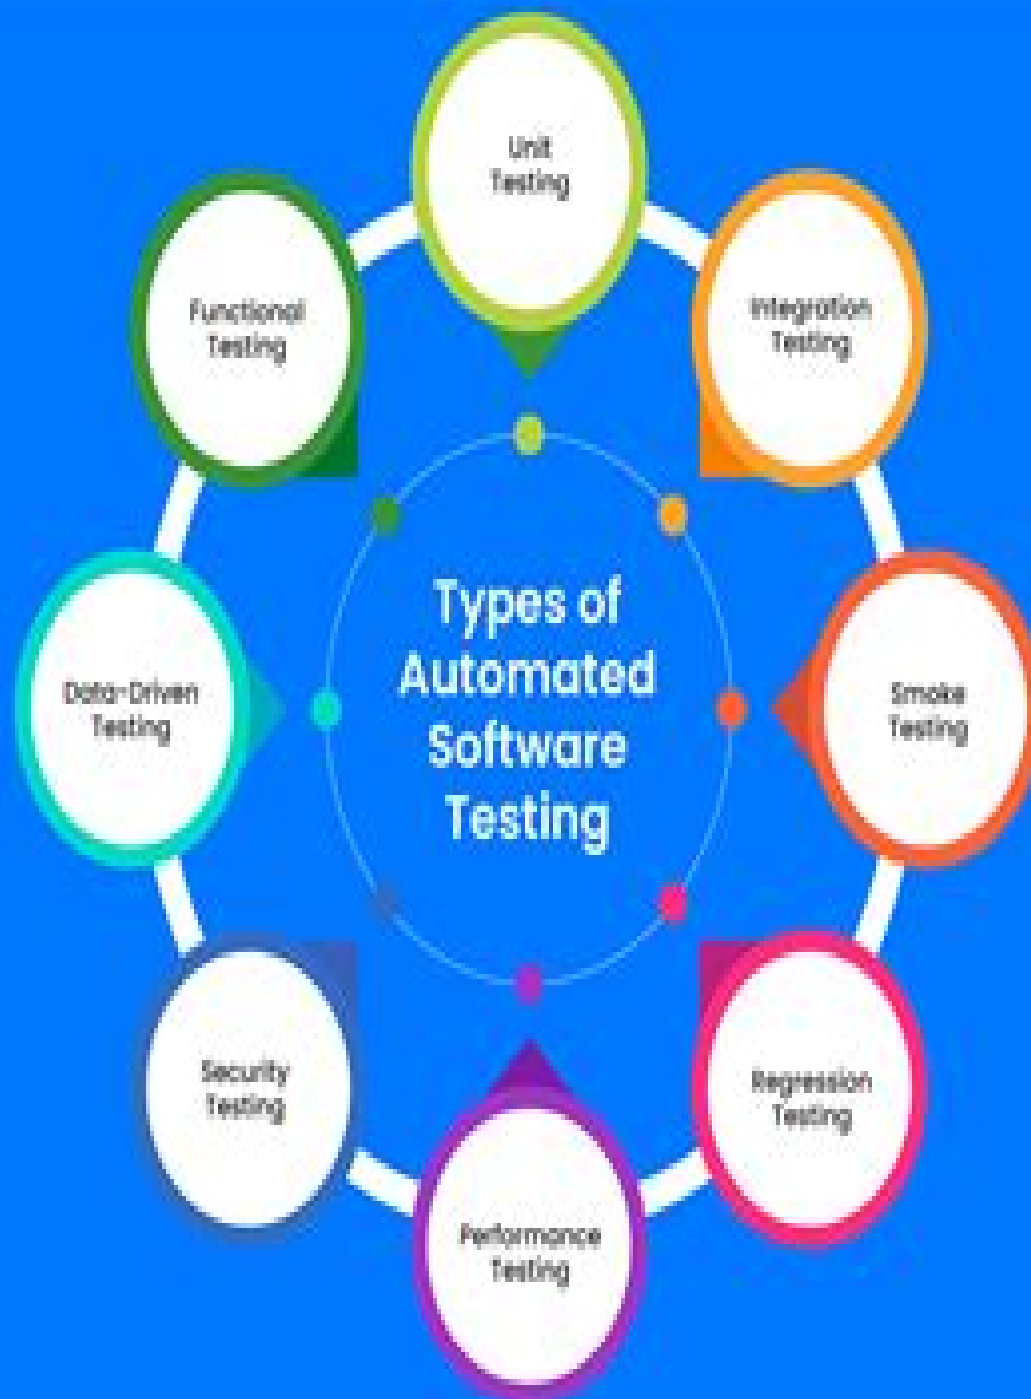 Unit
Testing
Functional
Testing
Integration
Testing
Types of
Automated
Software
Testing
Data-Driven
Testing
Smoke
Testing
Security
Testing
Regression
Testing
Performance
Testing